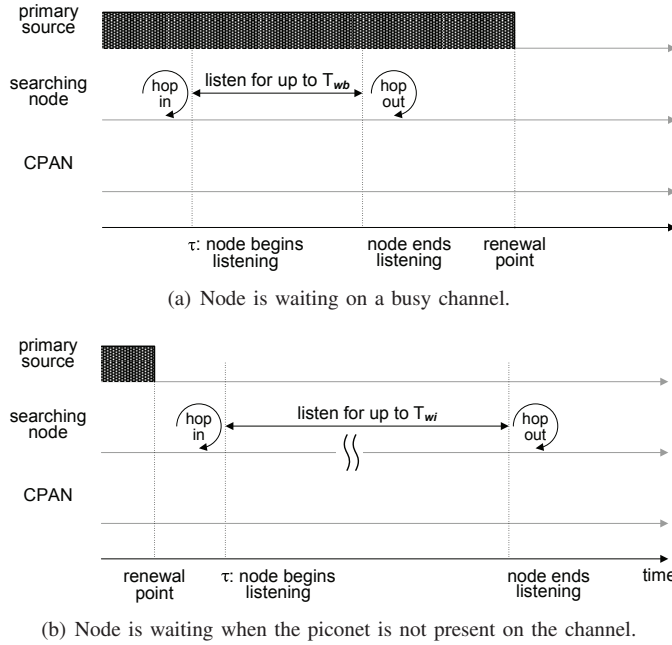 primary
source
searching
node
hop
in
listen for up to Twb
hop
out
CPAN
τ: node begins
listening
node ends
listening
renewal
point
(a) Node is waiting on a busy channel.
primary
source
searching
node
hop
in
listen for up to Twi
hop
out
CPAN
renewal
point
τ: node begins
listening
node ends
listening
time
(b) Node is waiting when the piconet is not present on the channel.